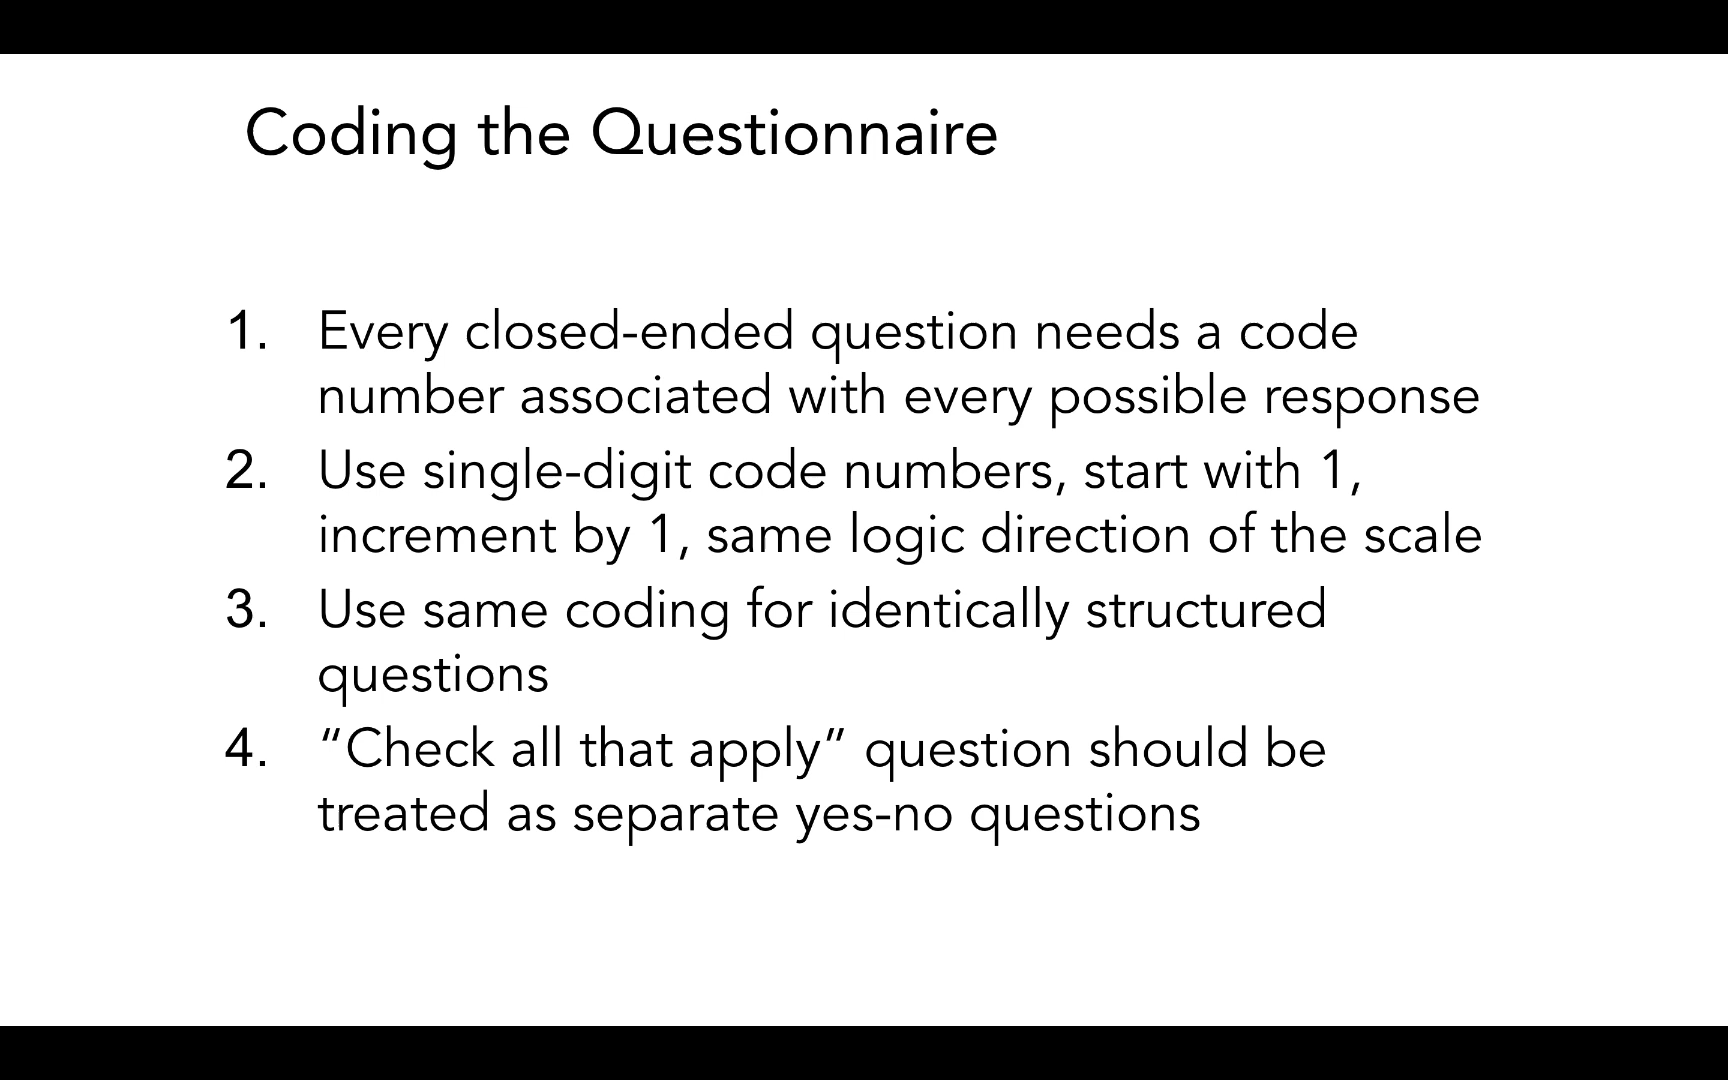 Coding the Questionnaire
1. Every closed-ended question needs a code
number associated with every possible response
2. Use single-digit code numbers, start with 1,
increment by 1, same logic direction of the scale
3. Use same coding for identically structured
questions
4. “Check all that apply” question should be
treated as separate yes-no questions